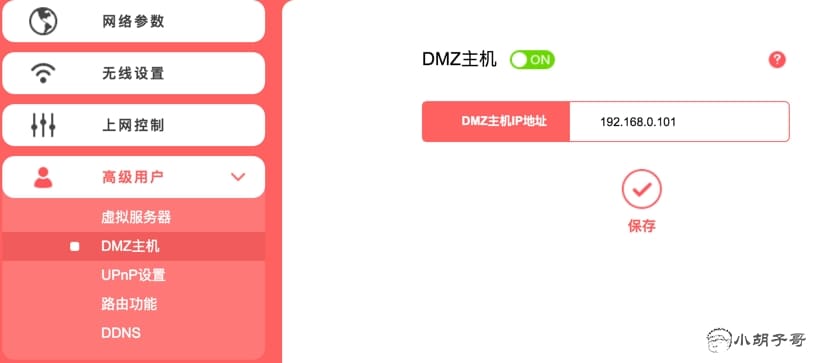 网络参数
无线设置
上网控制
高级用户
虚拟服务器
DMZ主机
UPnP设置
路由功能
DDNS
DMZ主机 ON ?
DMZ主机IP地址 192.168.0.101
保存
小胡子哥